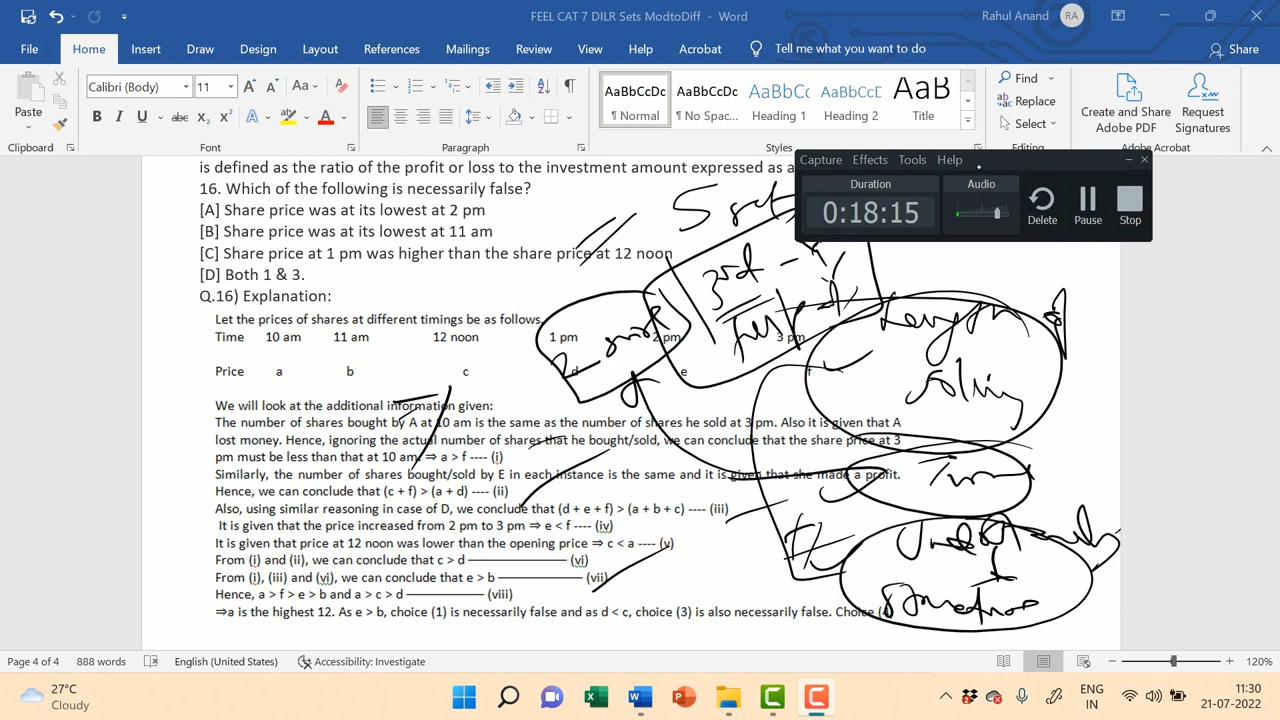 FEEL CAT 7 DILR Sets ModtoDiff - Word
Rahul Anand RA
File Home Insert Draw Design Layout References Mailings Review View Help Acrobat Tell me what you want to do Share
Paste
Calibri (Body) 11
AaBbCcDc AaBbCcDc AaBbCc AaBbCcD AaB
¶ Normal ¶ No Spac... Heading Heading 2 Title
Find
Replace
Select
Create and Share Adobe PDF
Request Signatures
Clipboard Font Paragraph Styles Editing Adobe Acrobat
Capture Effects Tools Help
Duration Audio
0:18:15 Delete Pause Stop
is defined as the ratio of the profit or loss to the investment amount expressed as a
16. Which of the following is necessarily false?
[A] Share price was at its lowest at 2 pm
[B] Share price was at its lowest at 11 am
[C] Share price at 1 pm was higher than the share price at 12 noon
[D] Both 1 & 3.
Q.16) Explanation:
Let the prices of shares at different timings be as follows.
Time 10 am 11 am 12 noon 1 pm 2 pm 3 pm
Price a b c d e f
We will look at the additional information given:
The number of shares bought by A at 10 am is the same as the number of shares he sold at 3 pm. Also it is given that A
lost money. Hence, ignoring the actual number of shares that he bought/sold, we can conclude that the share price at 3
pm must be less than that at 10 am. ⇒ a > f ---- (i)
Similarly, the number of shares bought/sold by E in each instance is the same and it is given that she made a profit.
Hence, we can conclude that (c + f) > (a + d) ---- (ii)
Also, using similar reasoning in case of D, we conclude that (d + e + f) > (a + b + c) ---- (iii)
It is given that the price increased from 2 pm to 3 pm ⇒ e < f ---- (iv)
It is given that price at 12 noon was lower than the opening price ⇒ c < a ---- (v)
From (i) and (ii), we can conclude that c > d —————— (vi)
From (i), (iii) and (vi), we can conclude that e > b —————— (vii)
Hence, a > f > e > b and a > c > d —————— (viii)
⇒a is the highest 12. As e > b, choice (1) is necessarily false and as d < c, choice (3) is also necessarily false. Choice (4
5 sets
3rd
Length of
Page 4 of 4 888 words English (United States) Accessibility: Investigate 120%
27°C
Cloudy
ENG
IN
11:30
21-07-2022